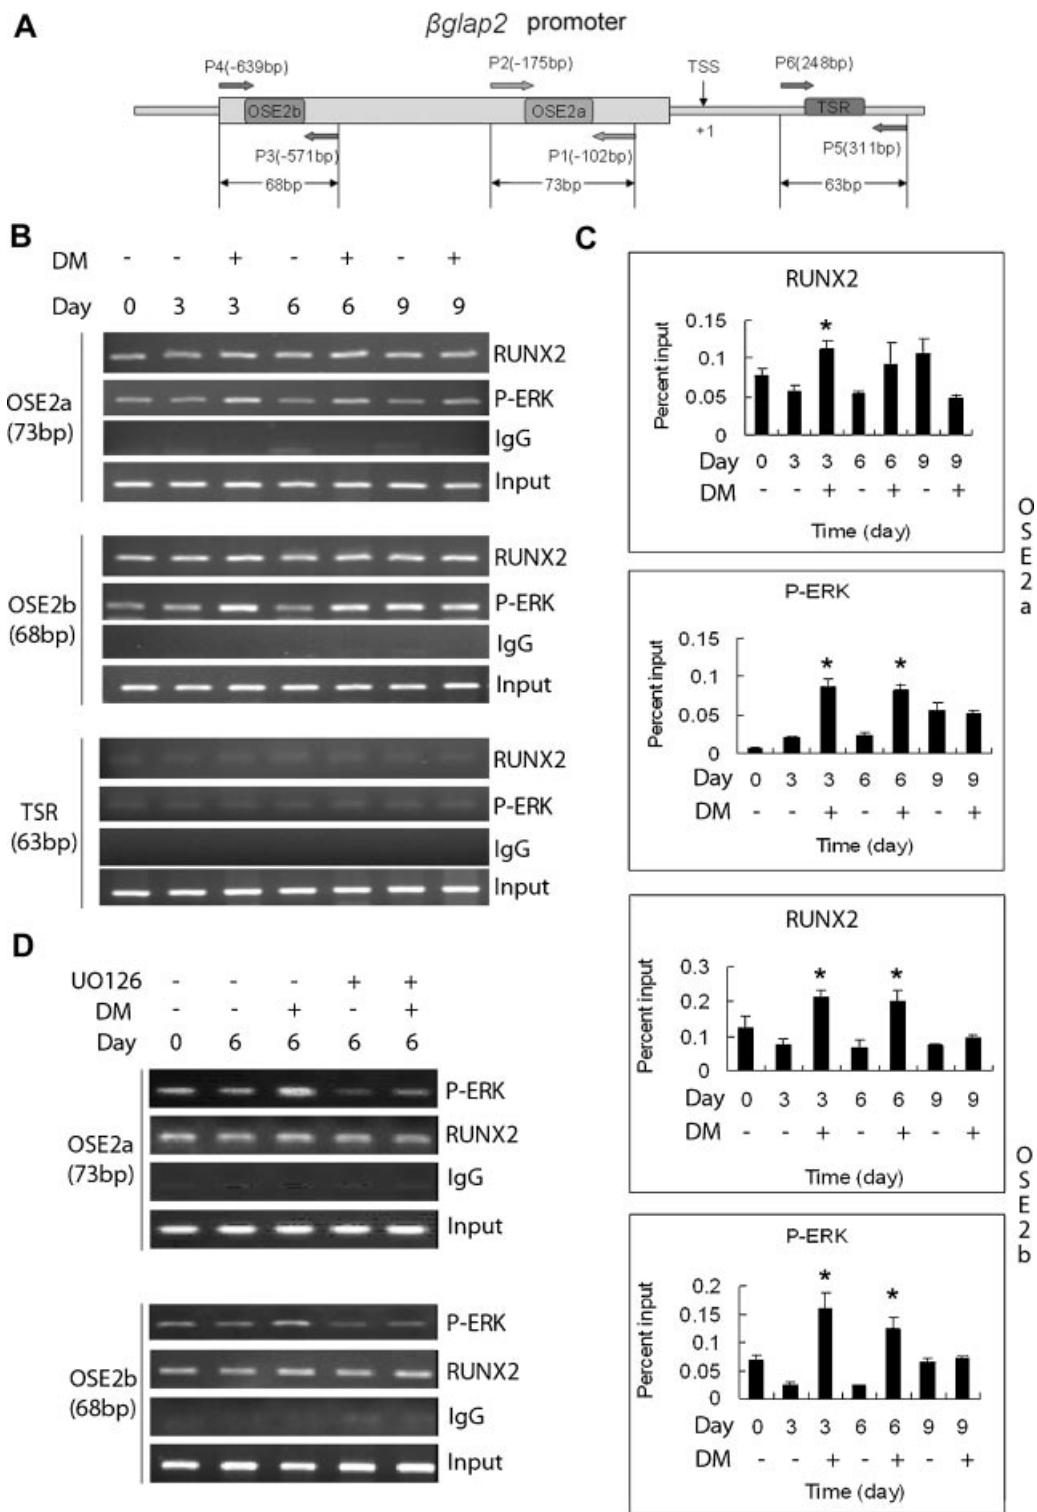 A
βglap2 promoter
P4(-639bp) P2(-175bp) TSS P6(248bp)
OSE2b OSE2a TSR
+1
P3(-571bp) P1(-102bp) P5(311bp)
68bp 73bp 63bp
B
DM - - + - + - +
Day 0 3 3 6 6 9 9
OSE2a
(73bp)
RUNX2
P-ERK
IgG
Input
OSE2b
(68bp)
RUNX2
P-ERK
IgG
Input
TSR
(63bp)
RUNX2
P-ERK
IgG
Input
C
RUNX2
Percent input
0.15
0.1
0.05
0
*
Day 0 3 3 6 6 9 9
DM - - + - + - +
Time (day)
P-ERK
Percent input
0.15
0.1
0.05
0
* *
Day 0 3 3 6 6 9 9
DM - - + - + - +
Time (day)
OSE2a
RUNX2
Percent input
0.3
0.2
0.1
0
* *
Day 0 3 3 6 6 9 9
DM - - + - + - +
Time (day)
P-ERK
Percent input
0.2
0.15
0.1
0.05
0
* *
Day 0 3 3 6 6 9 9
DM - - + - + - +
Time (day)
OSE2b
D
UO126 - - - + +
DM - - + - +
Day 0 6 6 6 6
OSE2a
(73bp)
P-ERK
RUNX2
IgG
Input
OSE2b
(68bp)
P-ERK
RUNX2
IgG
Input